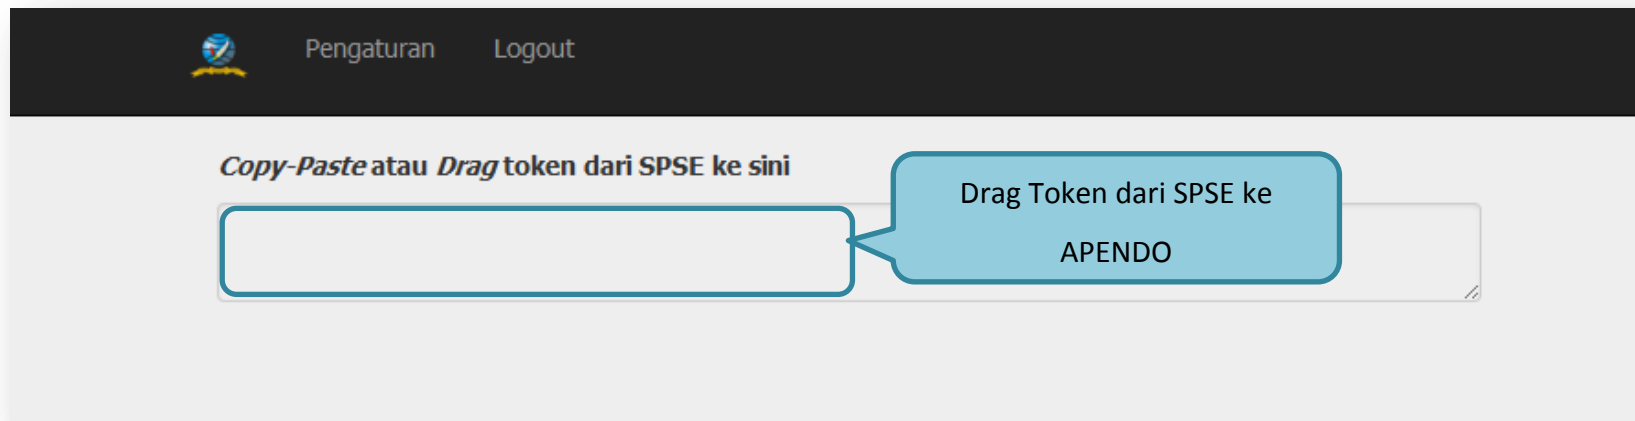 Pengaturan Logout
Copy-Paste atau Drag token dari SPSE ke sini
Drag Token dari SPSE ke
APENDO